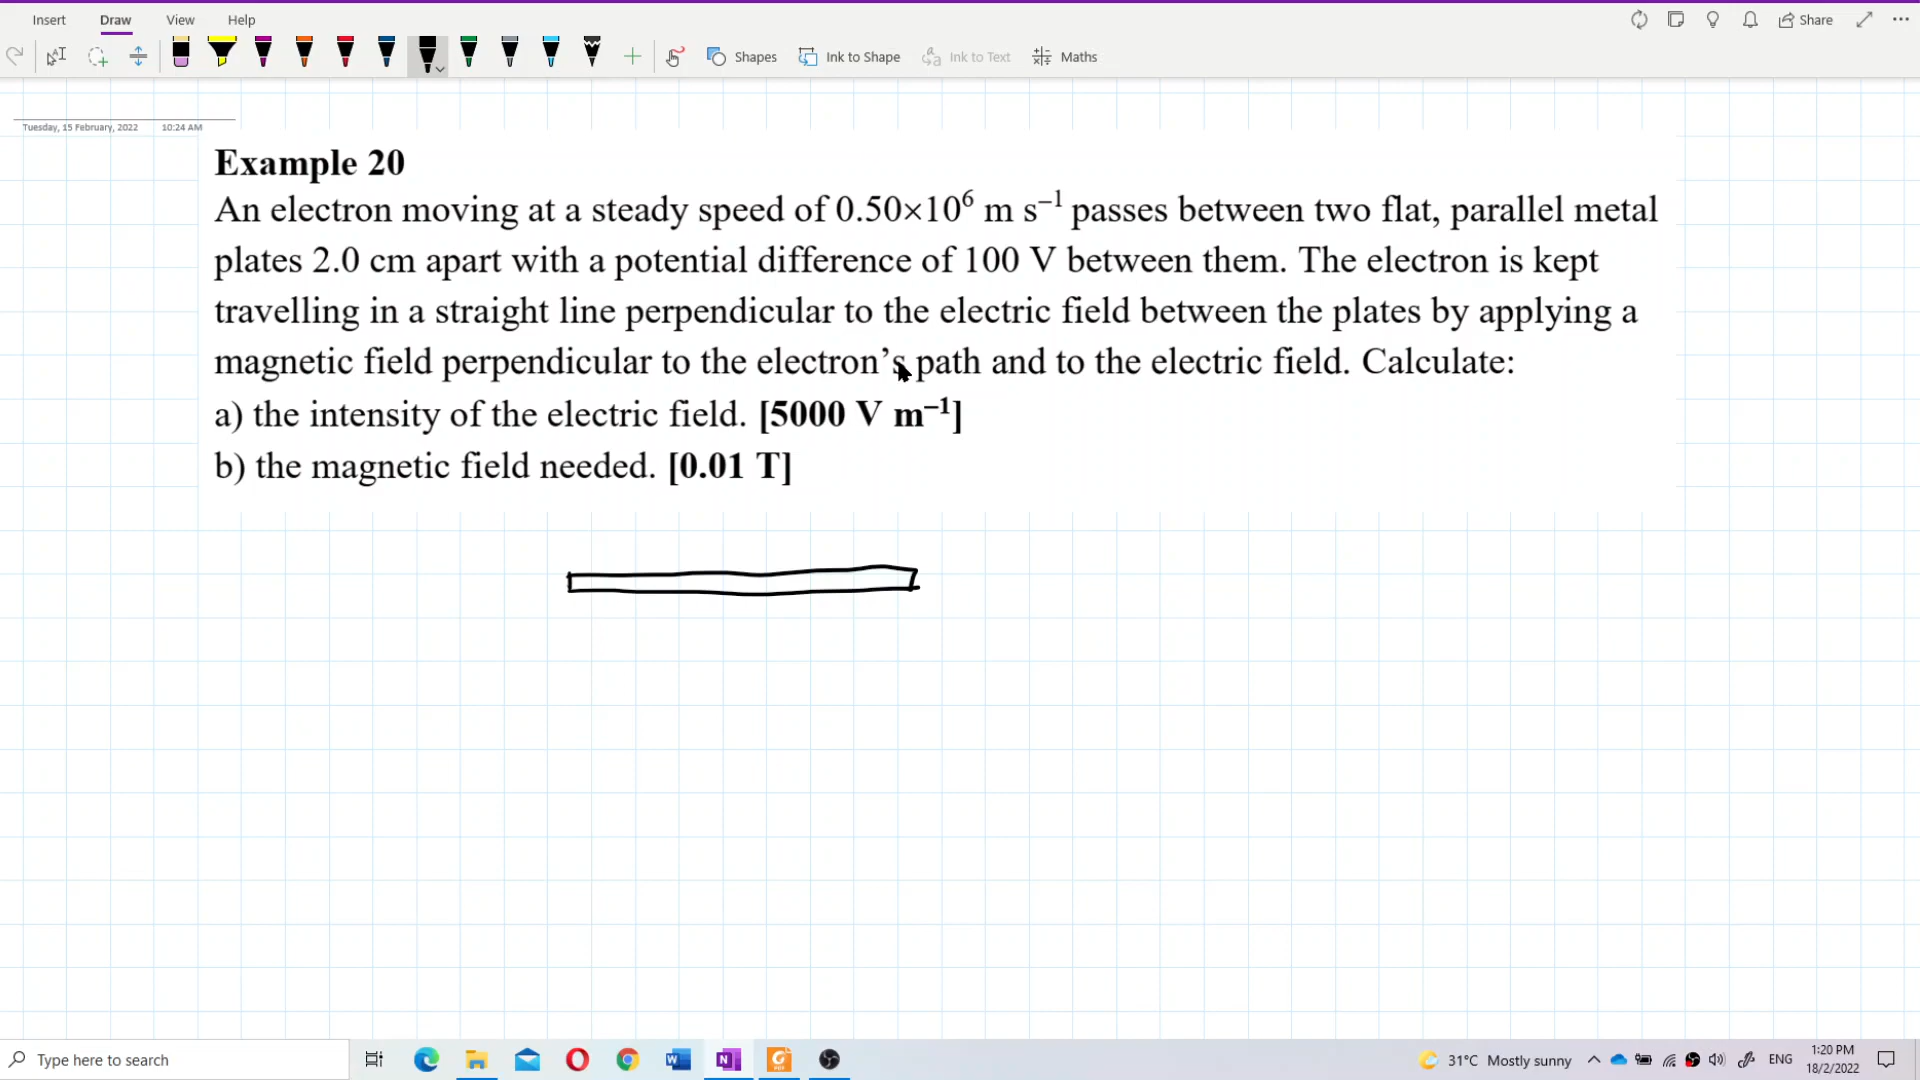 Insert Draw View Help
Share
Shapes Ink to Shape Ink to Text Maths
Tuesday, 15 February, 2022 10:24 AM
Example 20
An electron moving at a steady speed of 0.50×10⁶ m s⁻¹ passes between two flat, parallel metal
plates 2.0 cm apart with a potential difference of 100 V between them. The electron is kept
travelling in a straight line perpendicular to the electric field between the plates by applying a
magnetic field perpendicular to the electron’s path and to the electric field. Calculate:
a) the intensity of the electric field. [5000 V m⁻¹]
b) the magnetic field needed. [0.01 T]
Type here to search
31°C Mostly sunny
ENG
1:20 PM
18/2/2022